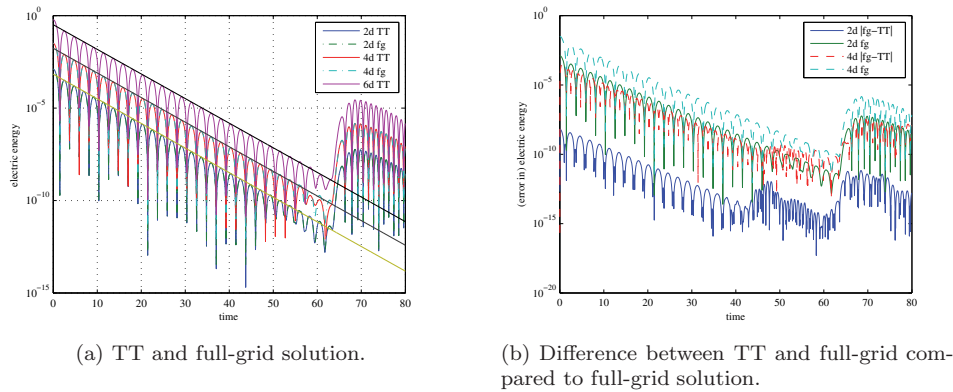 10^0
10^-5
10^-10
10^-15
electric energy
0 10 20 30 40 50 60 70 80
time
2d TT
2d fg
4d TT
4d fg
6d TT
(a) TT and full-grid solution.
10^0
10^-5
10^-10
10^-15
10^-20
(error in) electric energy
0 10 20 30 40 50 60 70 80
time
2d |fg−TT|
2d fg
4d |fg−TT|
4d fg
(b) Difference between TT and full-grid com-
pared to full-grid solution.